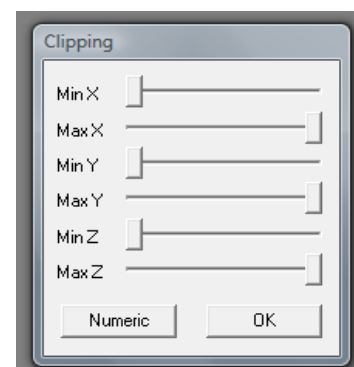 Clipping
Min X
Max X
Min Y
Max Y
Min Z
Max Z
Numeric OK